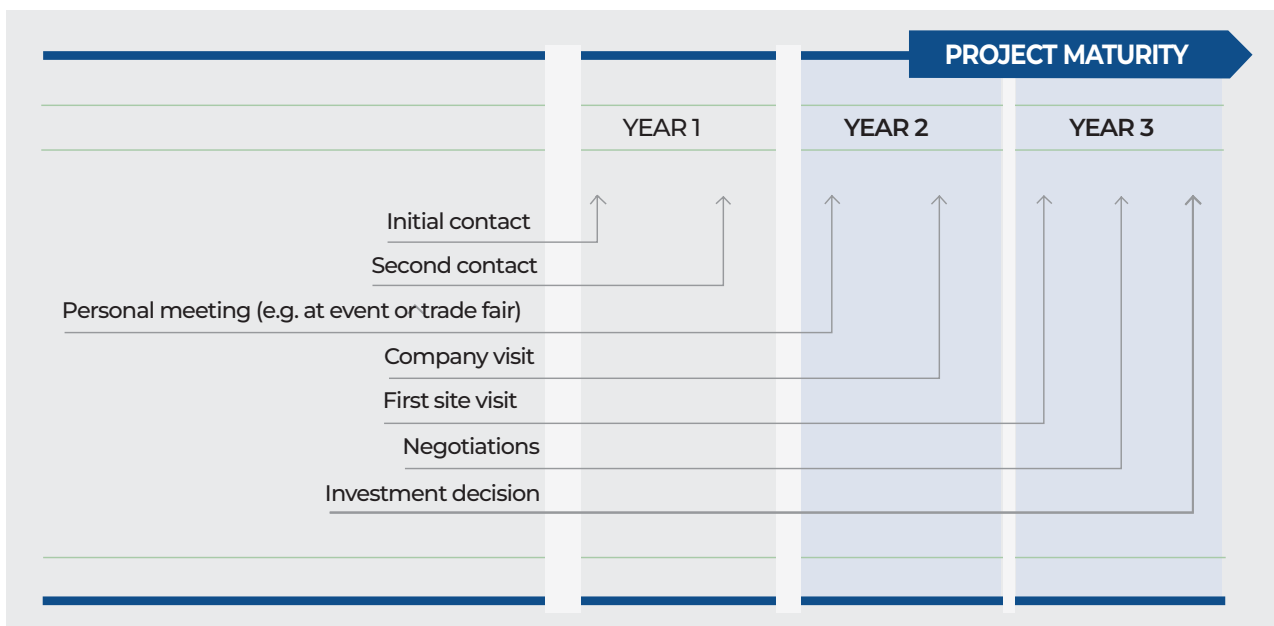 PROJECT MATURITY
YEAR 1
YEAR 2
YEAR 3
Initial contact
Second contact
Personal meeting (e.g. at event or trade fair)
Company visit
First site visit
Negotiations
Investment decision